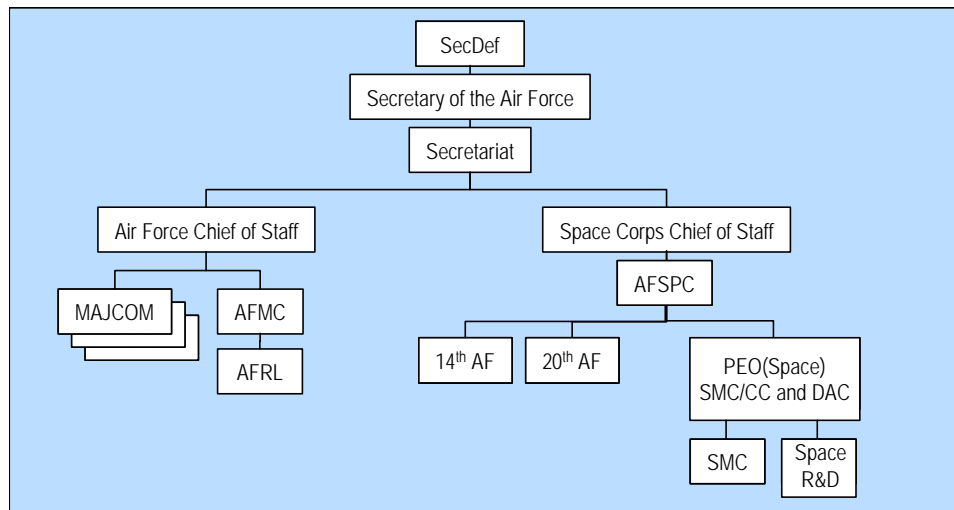 SecDef
Secretary of the Air Force
Secretariat
Air Force Chief of Staff
Space Corps Chief of Staff
AFSPC
MAJCOM
AFMC
14th AF
20th AF
PEO(Space)
SMC/CC and DAC
AFRL
SMC
Space
R&D